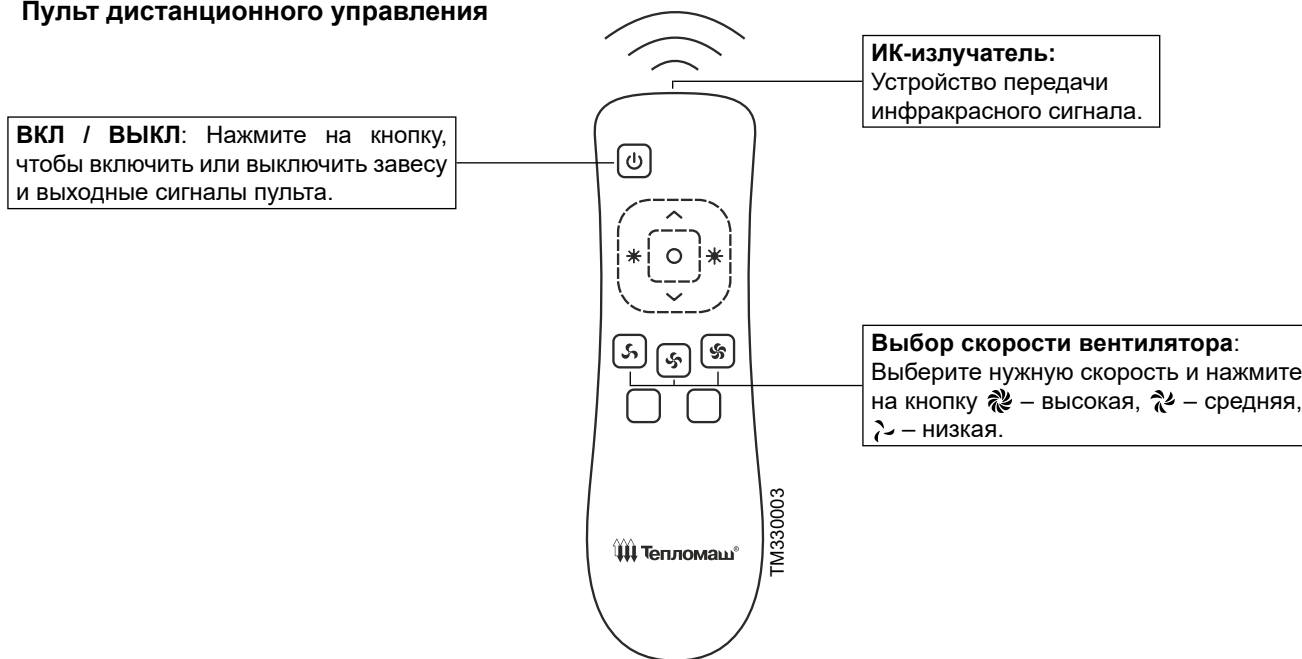 Пульт дистанционного управления
ИК-излучатель:
Устройство передачи
инфракрасного сигнала.
ВКЛ / ВЫКЛ: Нажмите на кнопку,
чтобы включить или выключить завесу
и выходные сигналы пульта.
Выбор скорости вентилятора:
Выберите нужную скорость и нажмите
на кнопку – высокая, – средняя,
– низкая.
TM330003
Тепломаш®